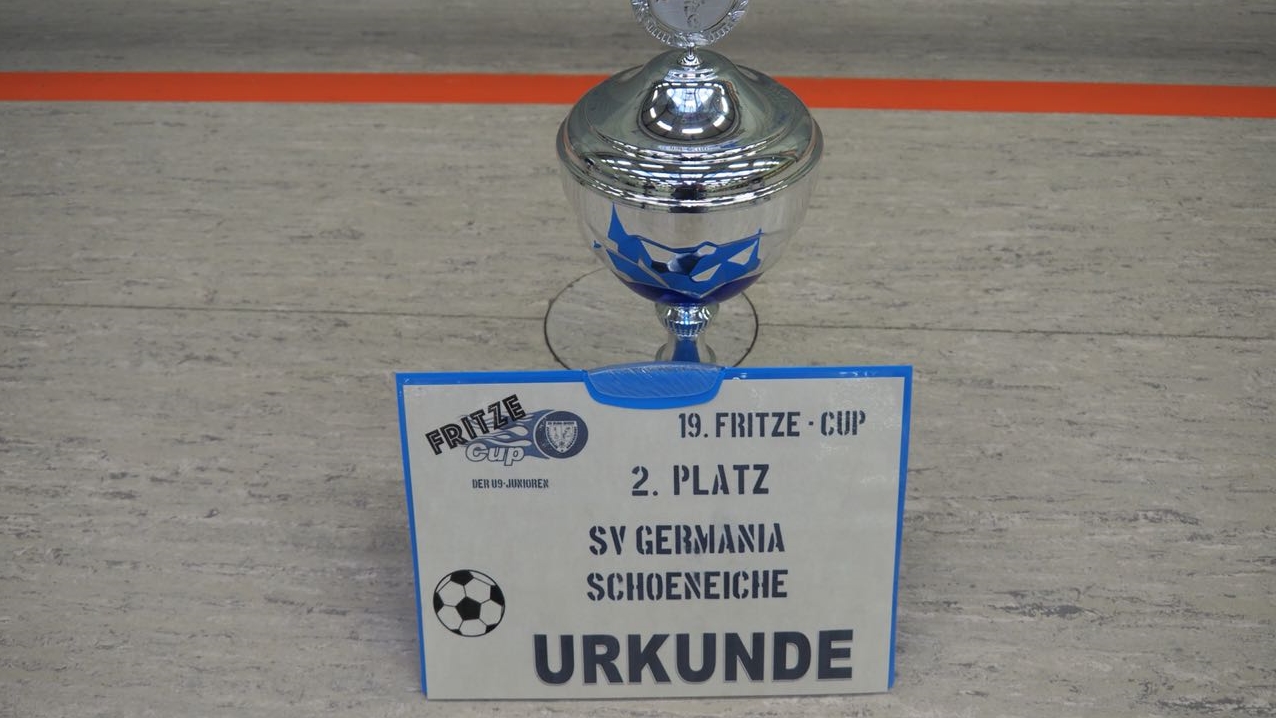 FRITZE
Cup
DER U9-JUNIOREN
19. FRITZE - CUP
2. PLATZ
SV GERMANIA
SCHOENEICHE
URKUNDE